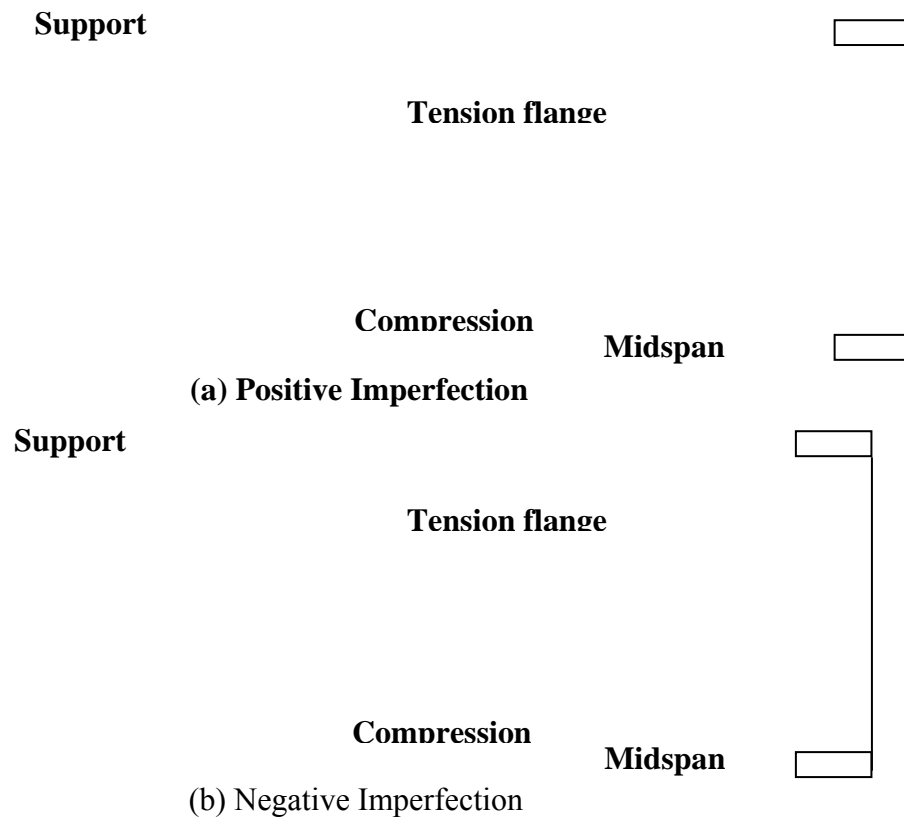 Support
Tension flange
Compression
Midspan
(a) Positive Imperfection
Support
Tension flange
Compression
Midspan
(b) Negative Imperfection